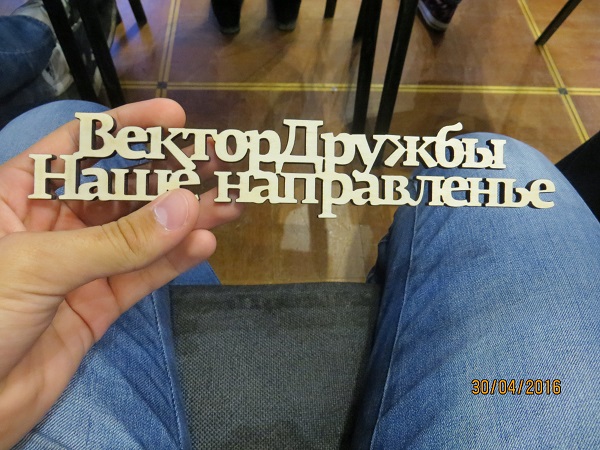 ВекторДружбы
Наше направленье
30/04/2016